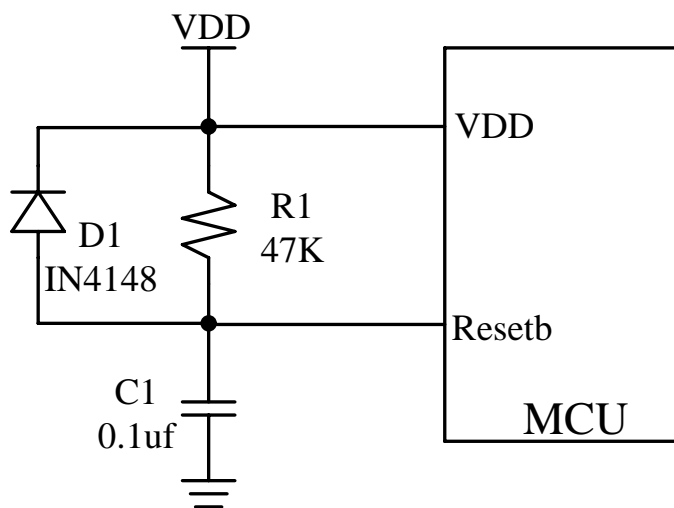 VDD
VDD
R1
47K
D1
IN4148
Resetb
C1
0.1uf
MCU